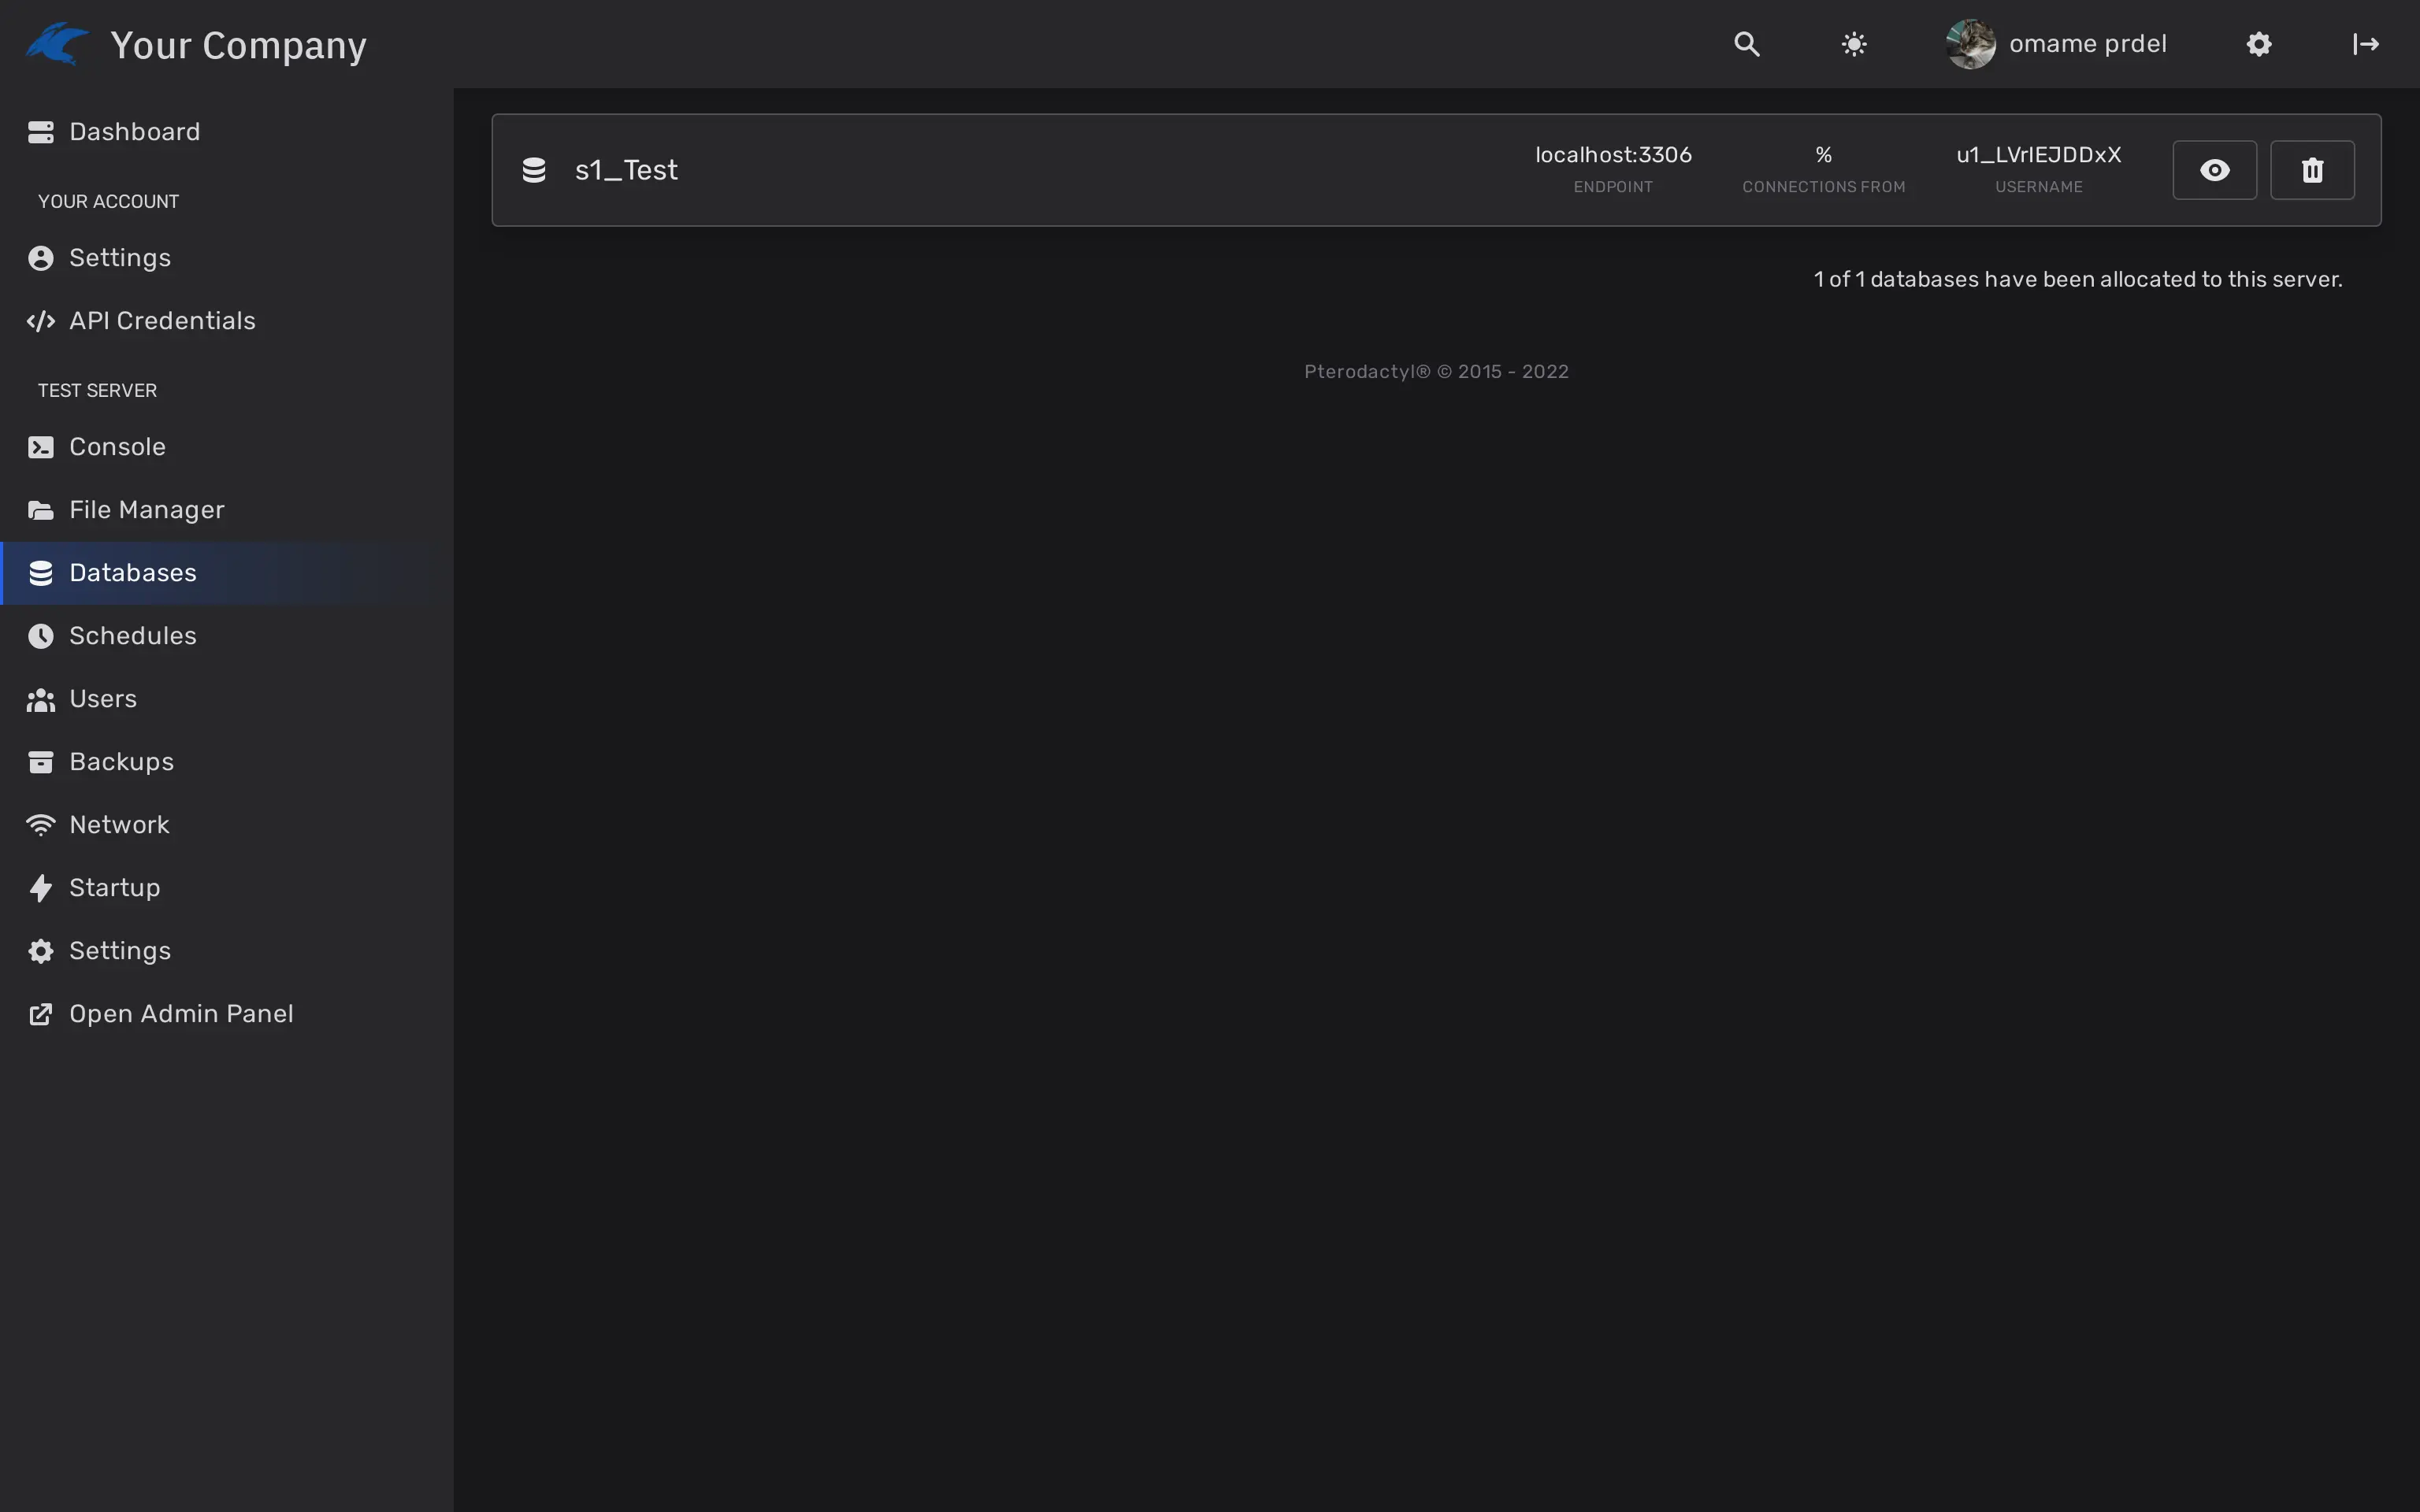 Your Company
omame prdel
Dashboard
YOUR ACCOUNT
Settings
API Credentials
TEST SERVER
Console
File Manager
Databases
Schedules
Users
Backups
Network
Startup
Settings
Open Admin Panel
s1_Test
localhost:3306
ENDPOINT
%
CONNECTIONS FROM
u1_LVrIEJDDxX
USERNAME
1 of 1 databases have been allocated to this server.
Pterodactyl® © 2015 - 2022